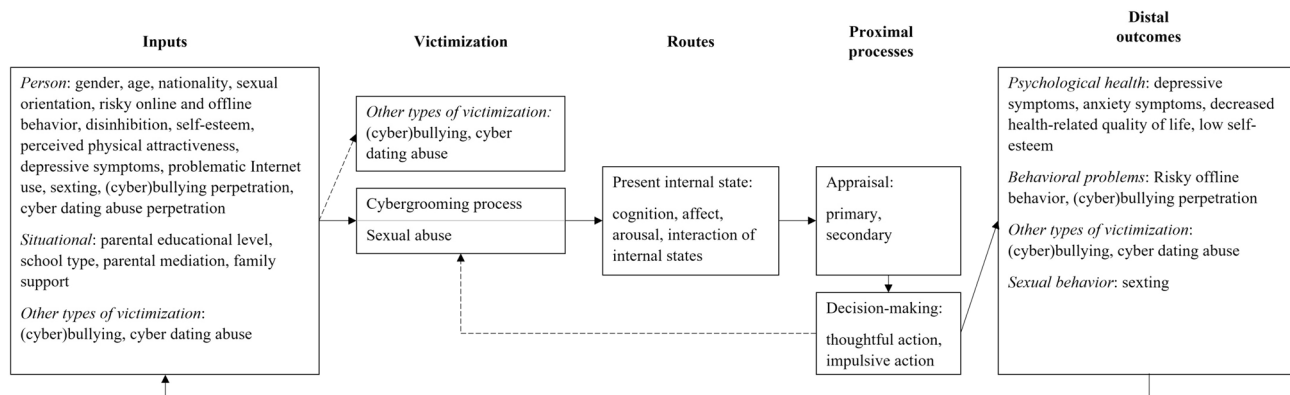 Inputs
Victimization
Routes
Proximal
processes
Distal
outcomes
Person: gender, age, nationality, sexual
orientation, risky online and offline
behavior, disinhibition, self-esteem,
perceived physical attractiveness,
depressive symptoms, problematic Internet
use, sexting, (cyber)bullying perpetration,
cyber dating abuse perpetration
Situational: parental educational level,
school type, parental mediation, family
support
Other types of victimization:
(cyber)bullying, cyber dating abuse
Other types of victimization:
(cyber)bullying, cyber
dating abuse
Cybergrooming process
Sexual abuse
Present internal state:
cognition, affect,
arousal, interaction of
internal states
Appraisal:
primary,
secondary
Decision-making:
thoughtful action,
impulsive action
Psychological health: depressive
symptoms, anxiety symptoms, decreased
health-related quality of life, low self-
esteem
Behavioral problems: Risky offline
behavior, (cyber)bullying perpetration
Other types of victimization:
(cyber)bullying, cyber dating abuse
Sexual behavior: sexting